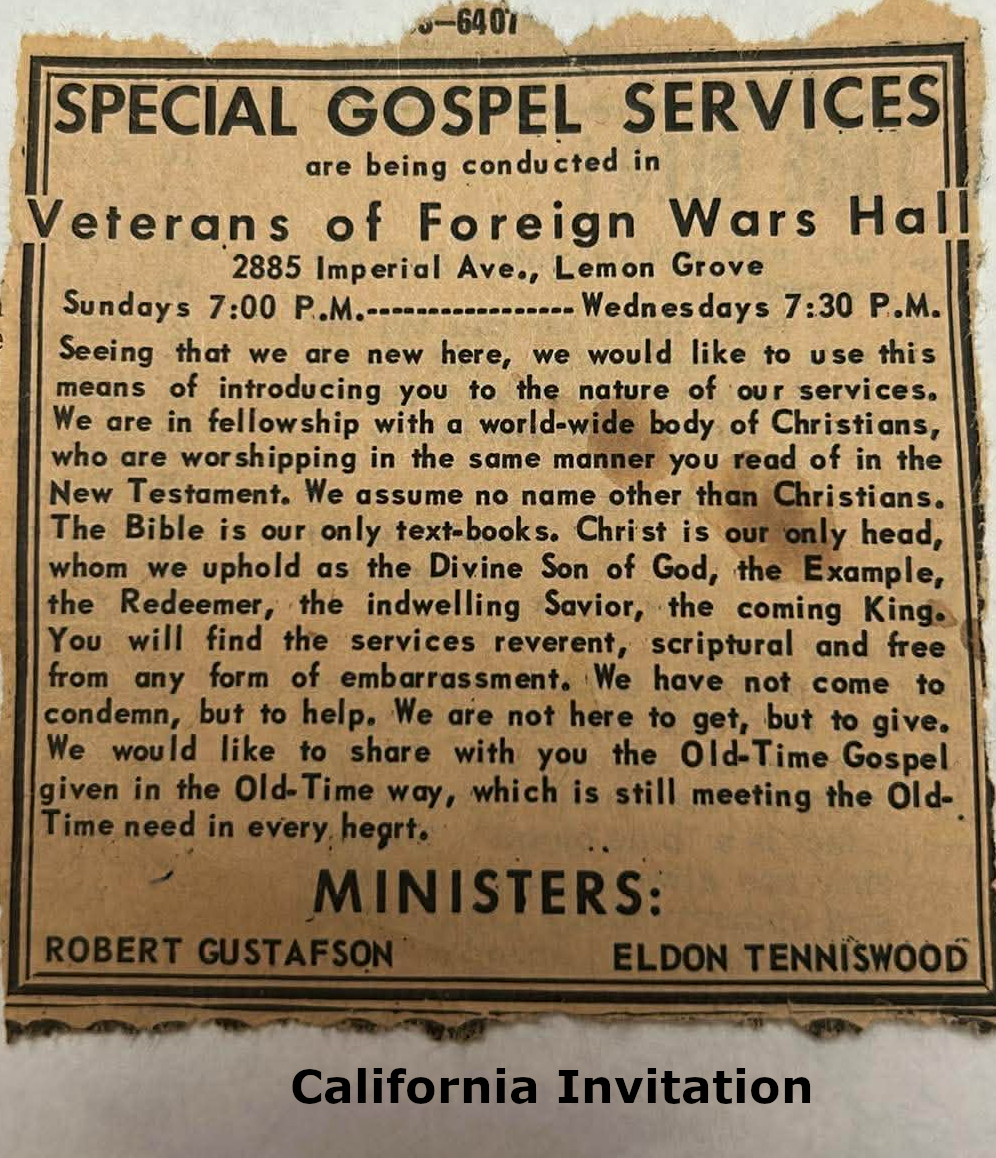 -6407
SPECIAL GOSPEL SERVICES
are being conducted in
Veterans of Foreign Wars Hall
2885 Imperial Ave., Lemon Grove
Sundays 7:00 P.M.------------------Wednesdays 7:30 P.M.
Seeing that we are new here, we would like to use this
means of introducing you to the nature of our services.
We are in fellowship with a world-wide body of Christians,
who are worshipping in the same manner you read of in the
New Testament. We assume no name other than Christians.
The Bible is our only text-books. Christ is our only head,
whom we uphold as the Divine Son of God, the Example,
the Redeemer, the indwelling Savior, the coming King.
You will find the services reverent, scriptural and free
from any form of embarrassment. We have not come to
condemn, but to help. We are not here to get, but to give.
We would like to share with you the Old-Time Gospel
given in the Old-Time way, which is still meeting the Old-
Time need in every heart.
MINISTERS:
ROBERT GUSTAFSON ELDON TENNISWOOD
California Invitation